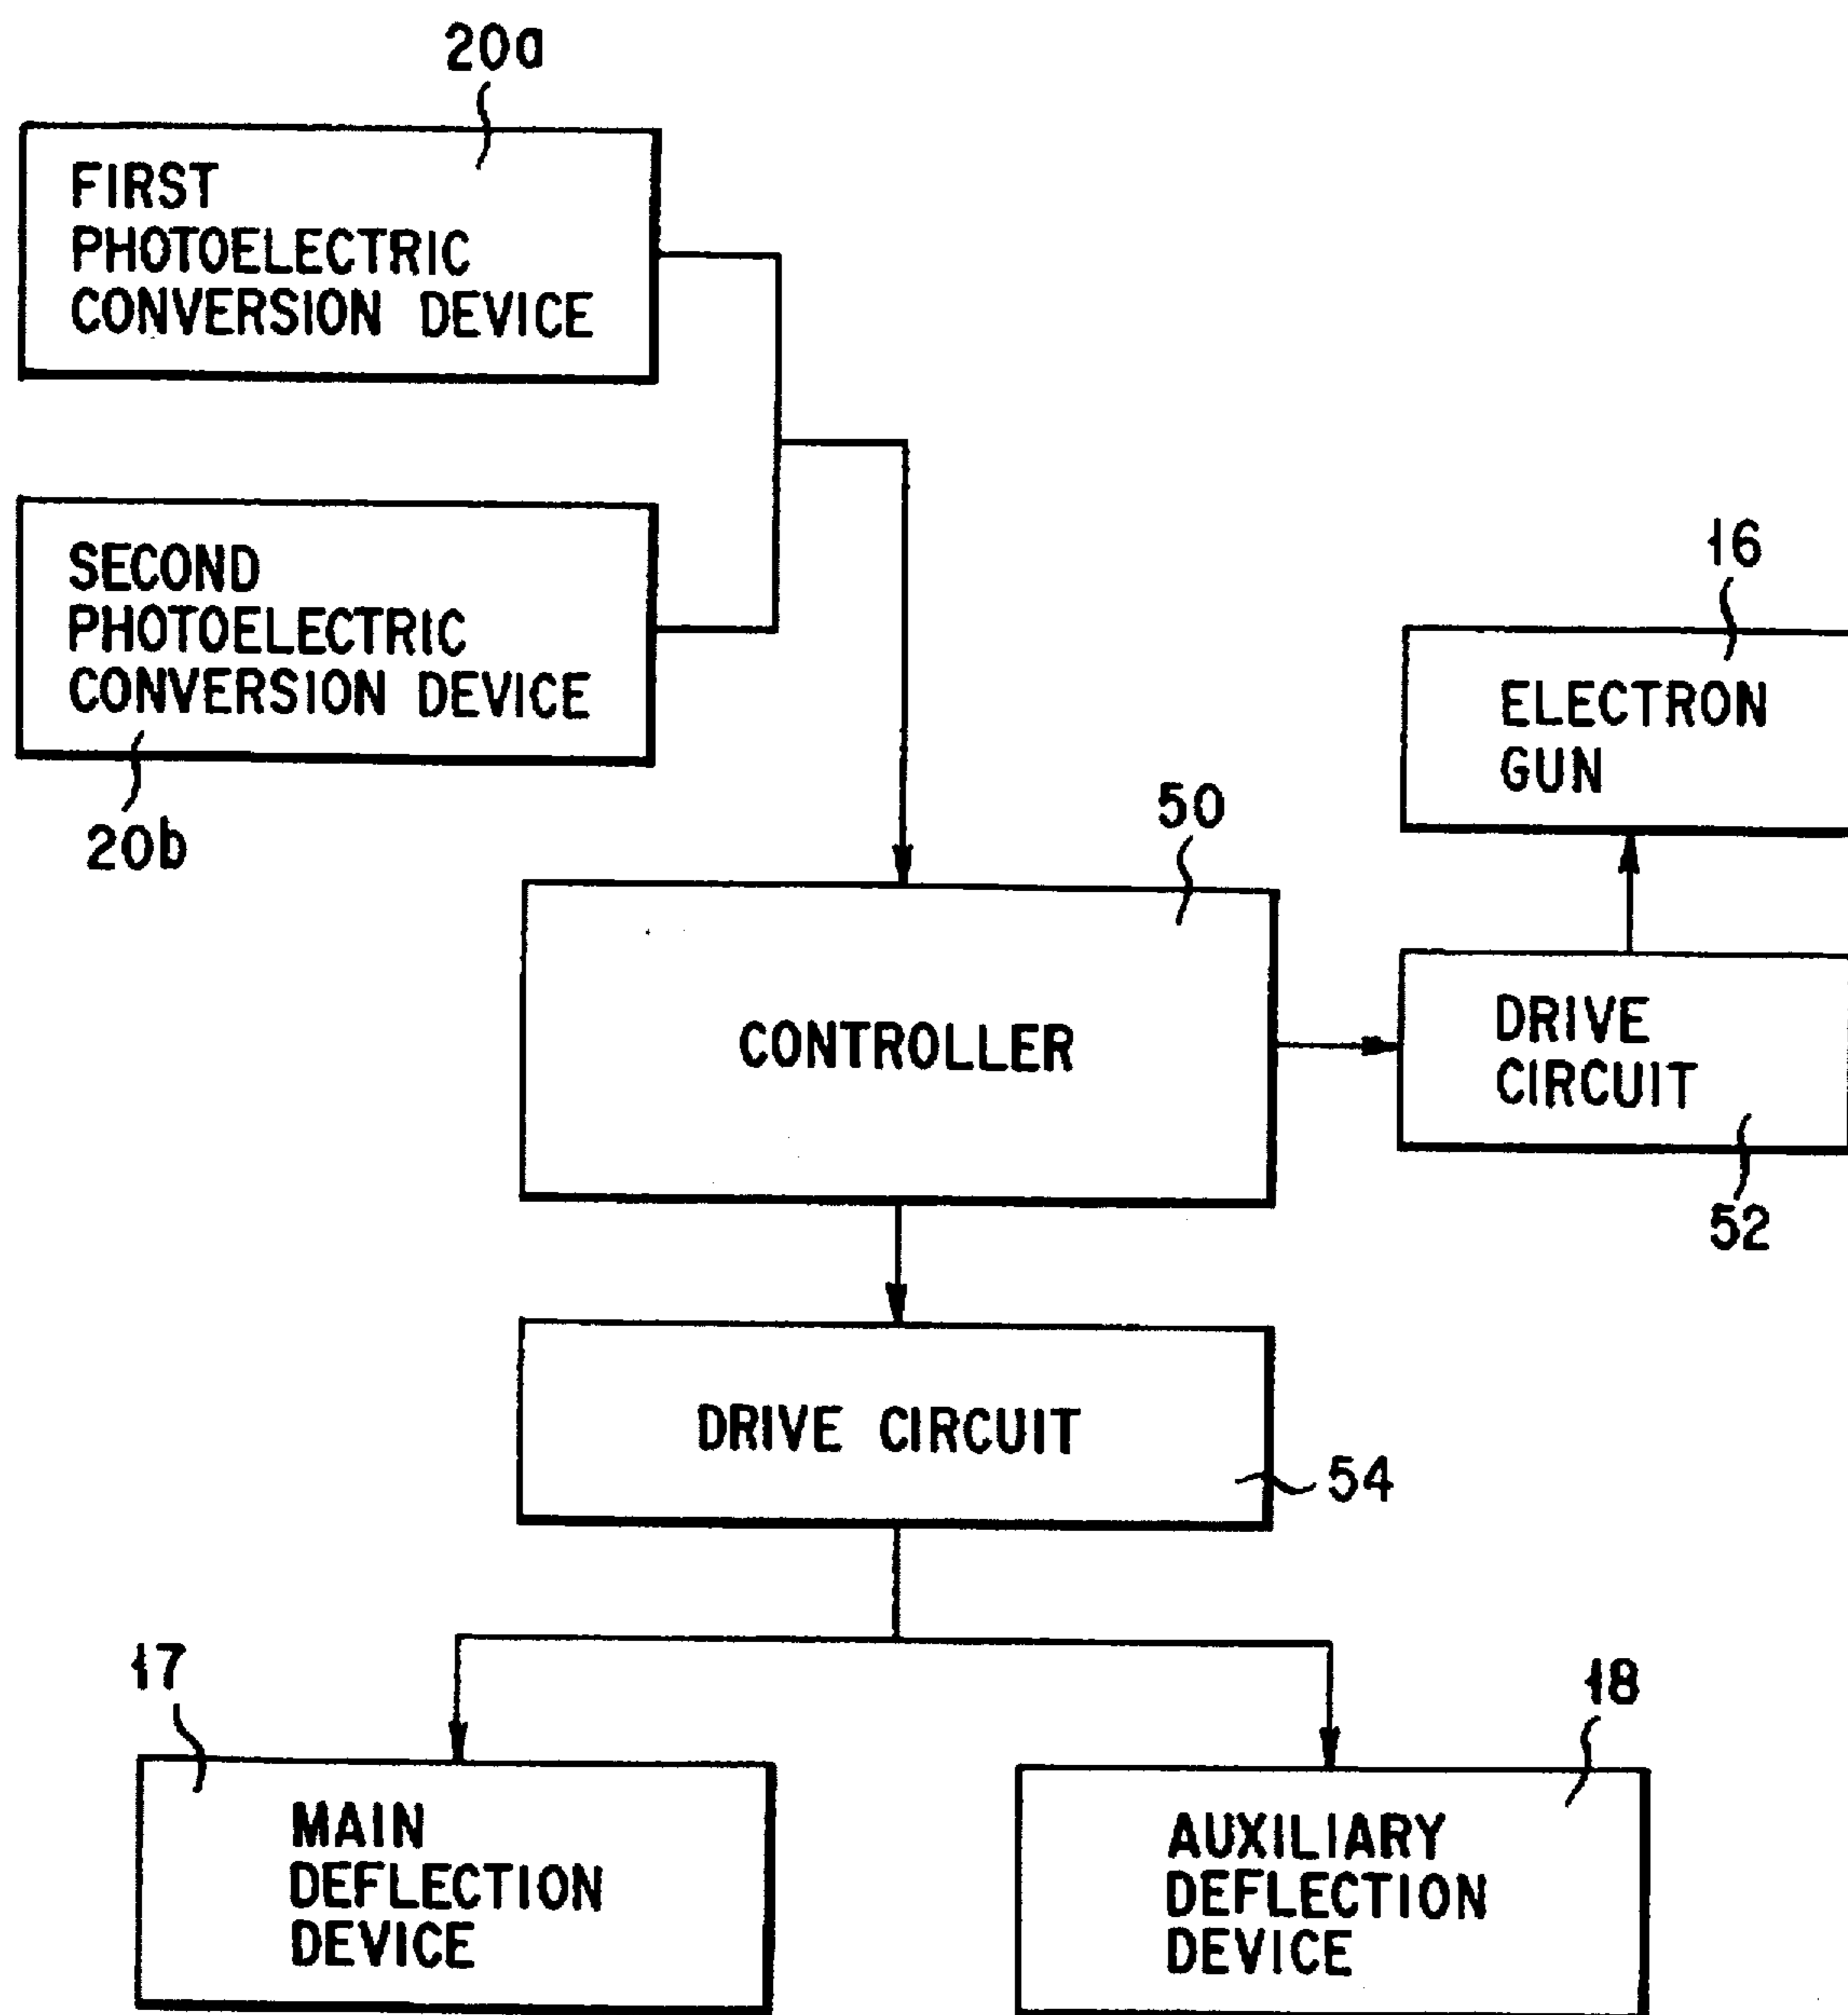 20a
FIRST
PHOTOELECTRIC
CONVERSION DEVICE
SECOND
PHOTOELECTRIC
CONVERSION DEVICE
20b
16
ELECTRON
GUN
50
CONTROLLER
DRIVE
CIRCUIT
52
DRIVE CIRCUIT
54
17
MAIN
DEFLECTION
DEVICE
18
AUXILIARY
DEFLECTION
DEVICE